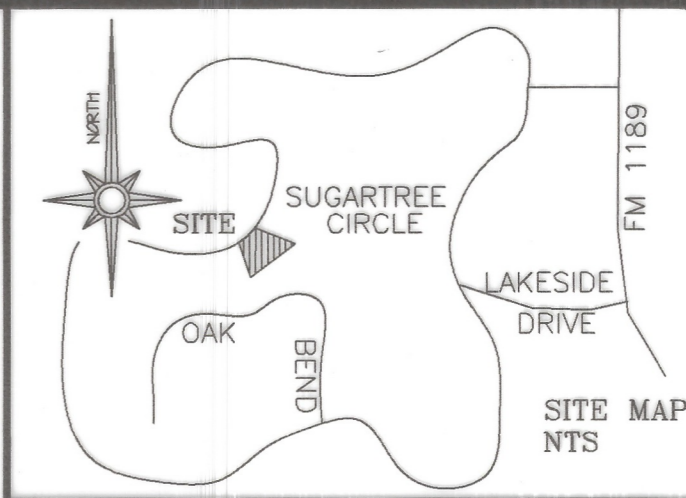 NORTH
SITE
SUGARTREE
CIRCLE
FM 1189
LAKESIDE
DRIVE
OAK
BEND
SITE MAP
NTS